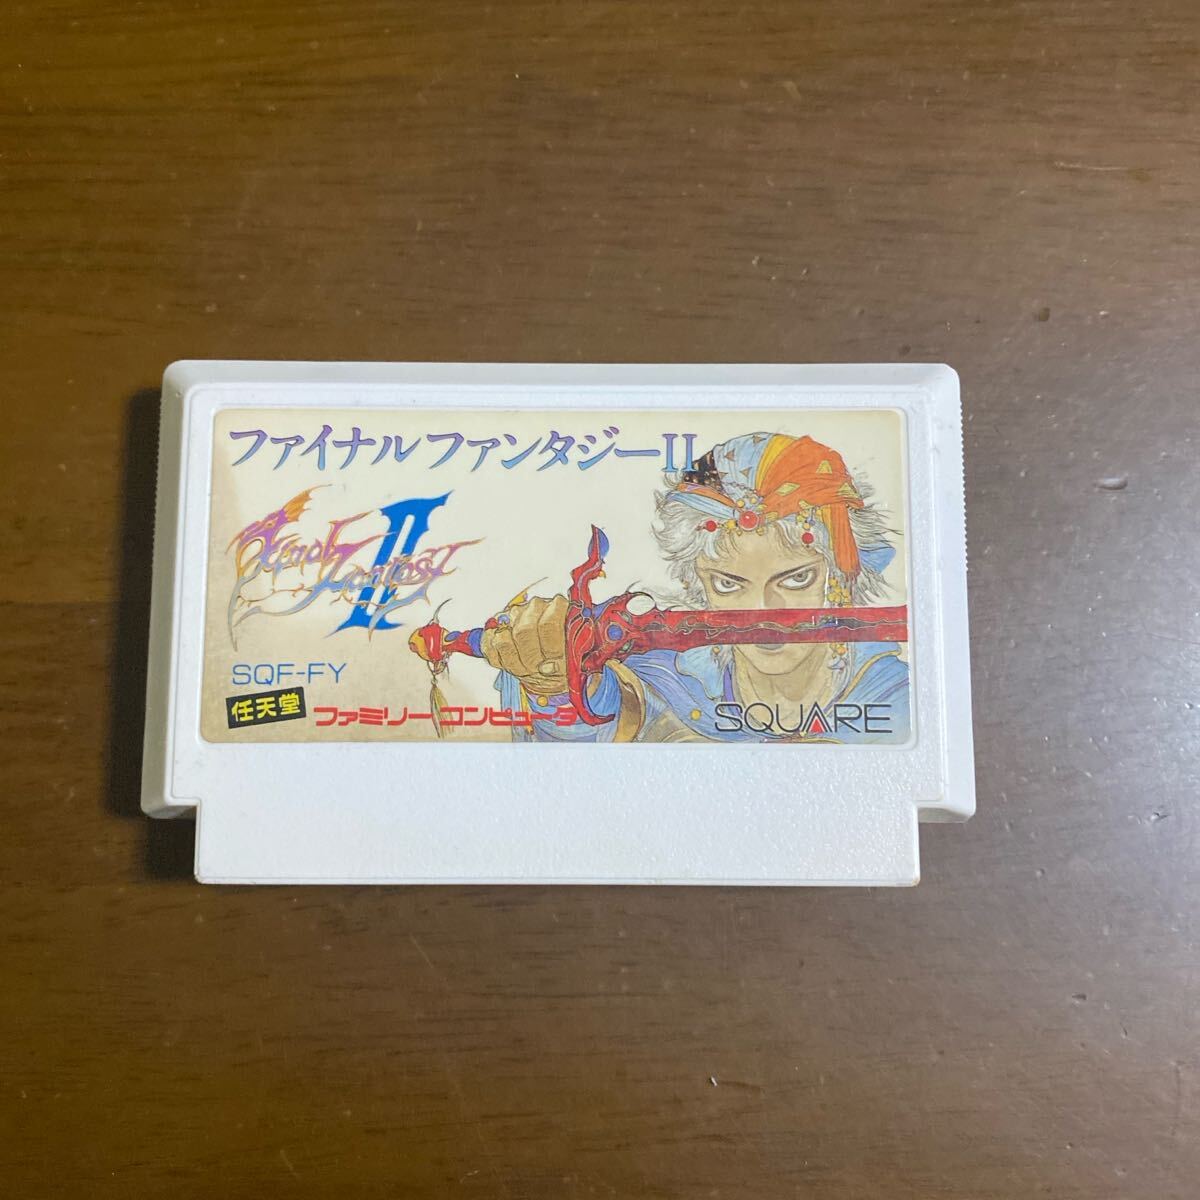 ファイナルファンタジーII
Final Fantasy II
SQF-FY
任天堂 ファミリーコンピュータ
SQUARE